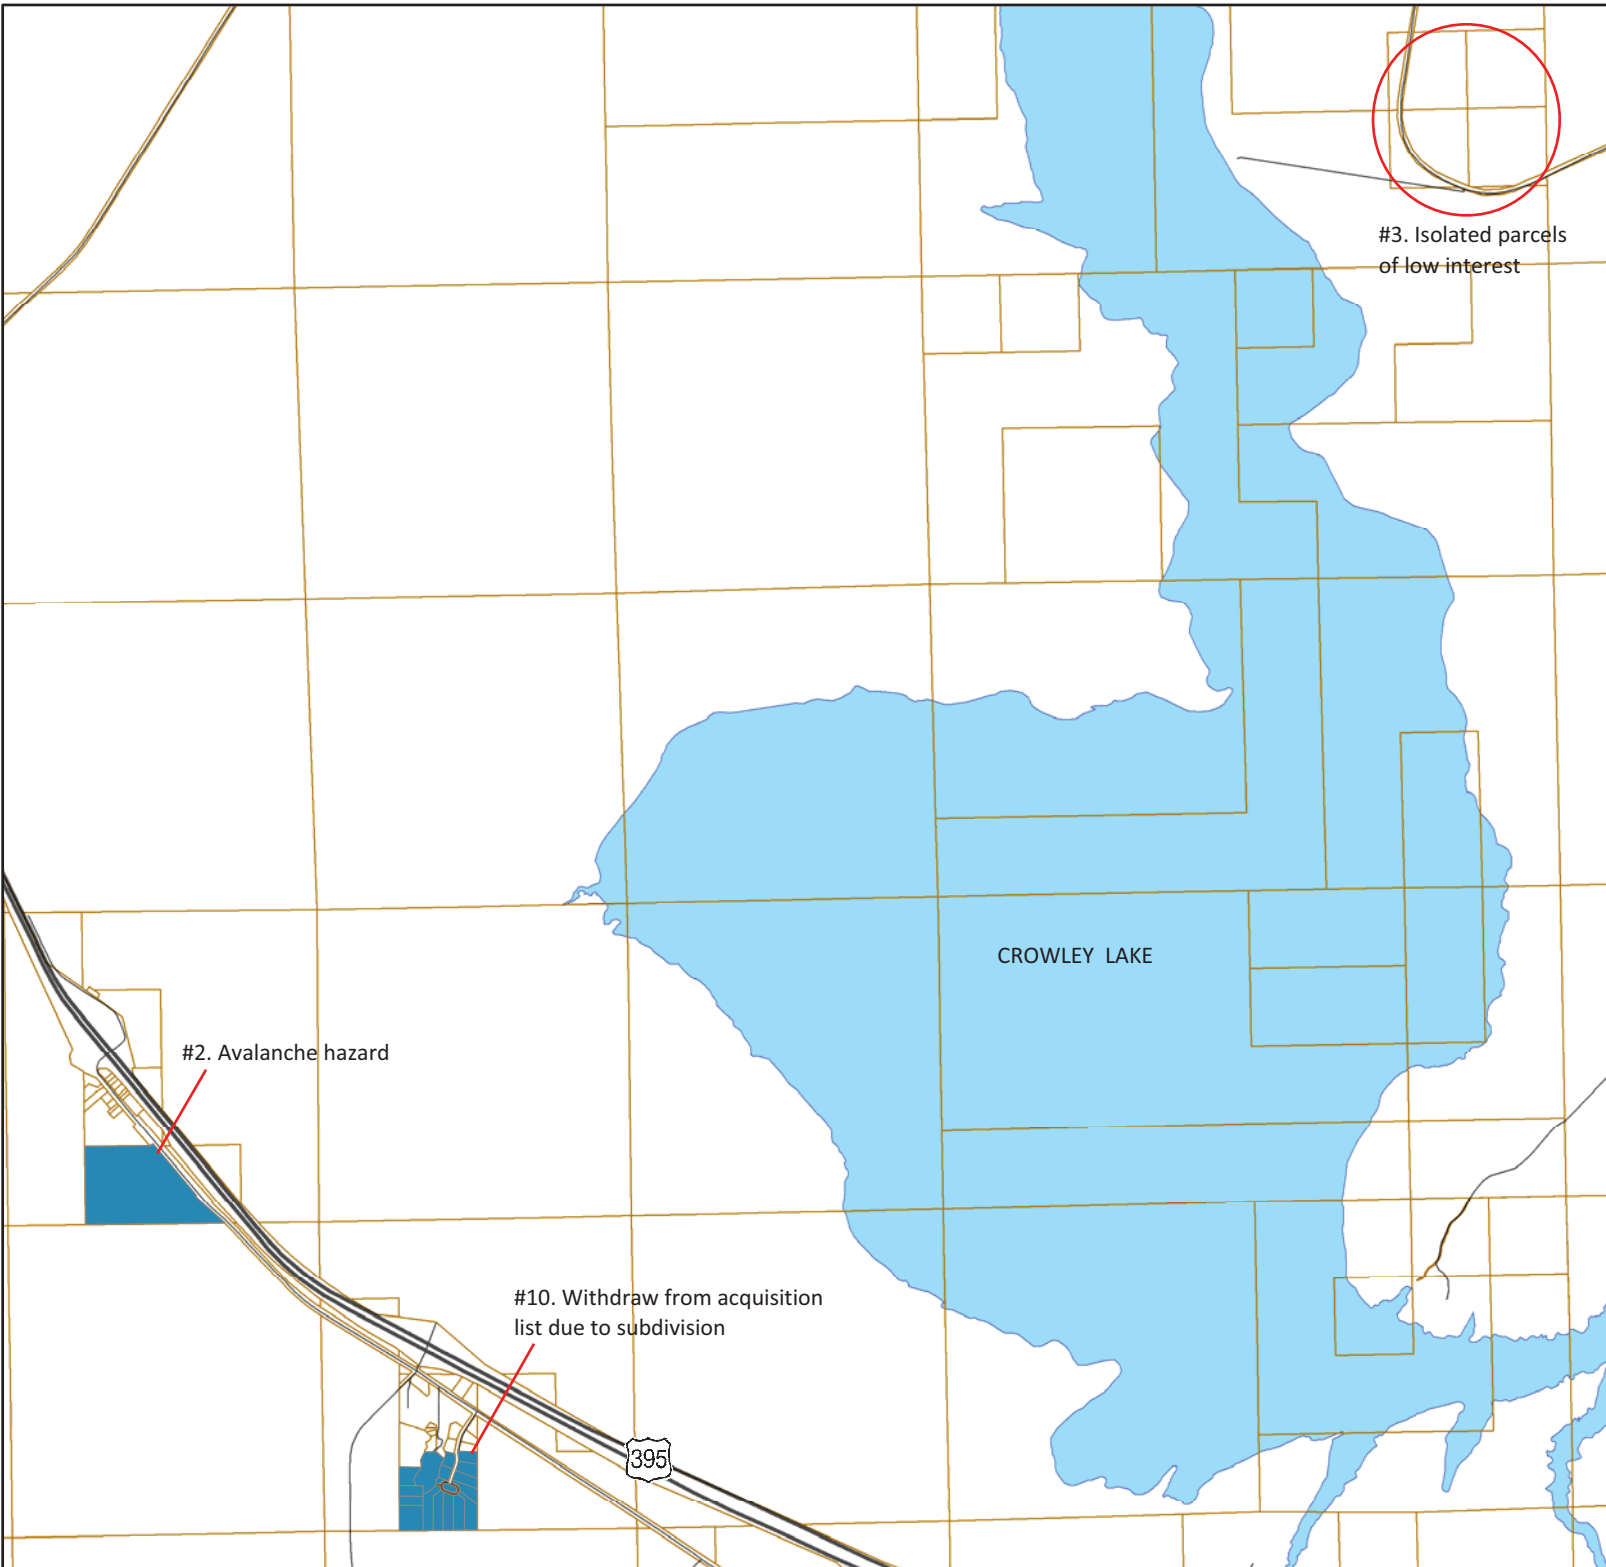 #3. Isolated parcels
of low interest
CROWLEY LAKE
#2. Avalanche hazard
#10. Withdraw from acquisition
list due to subdivision
395